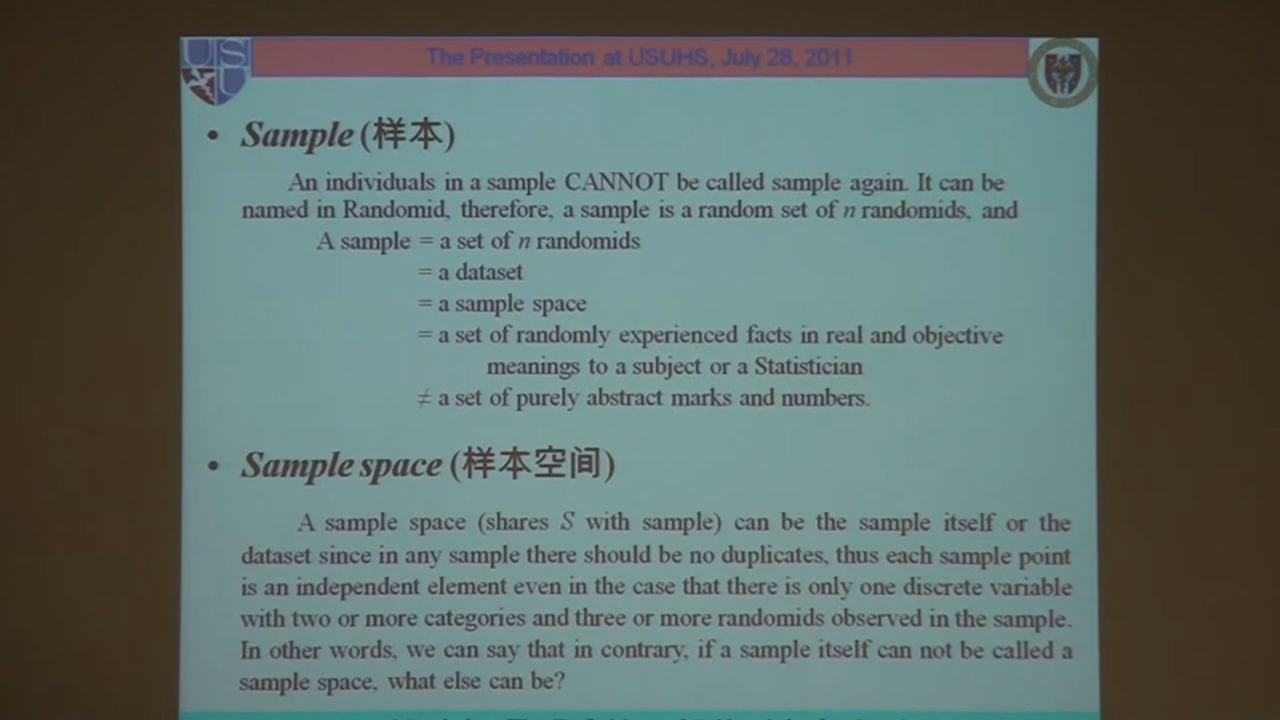 USU
The Presentation at USUHS, July 28, 2011
• Sample (样本)
An individuals in a sample CANNOT be called sample again. It can be
named in Randomid, therefore, a sample is a random set of n randomids, and
A sample = a set of n randomids
= a dataset
= a sample space
= a set of randomly experienced facts in real and objective
meanings to a subject or a Statistician
≠ a set of purely abstract marks and numbers.
• Sample space (样本空间)
A sample space (shares S with sample) can be the sample itself or the
dataset since in any sample there should be no duplicates, thus each sample point
is an independent element even in the case that there is only one discrete variable
with two or more categories and three or more randomids observed in the sample.
In other words, we can say that in contrary, if a sample itself can not be called a
sample space, what else can be?